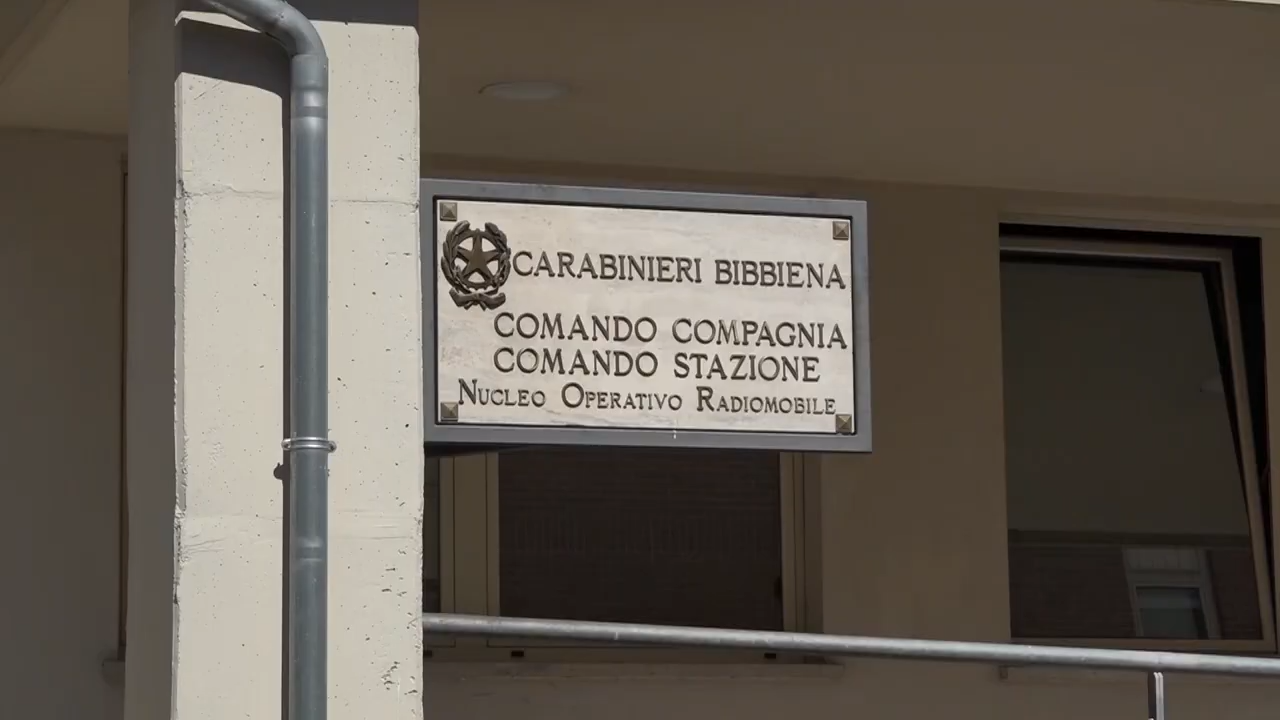 CARABINIERI BIBBIENA
COMANDO COMPAGNIA
COMANDO STAZIONE
NUCLEO OPERATIVO RADIOMOBILE